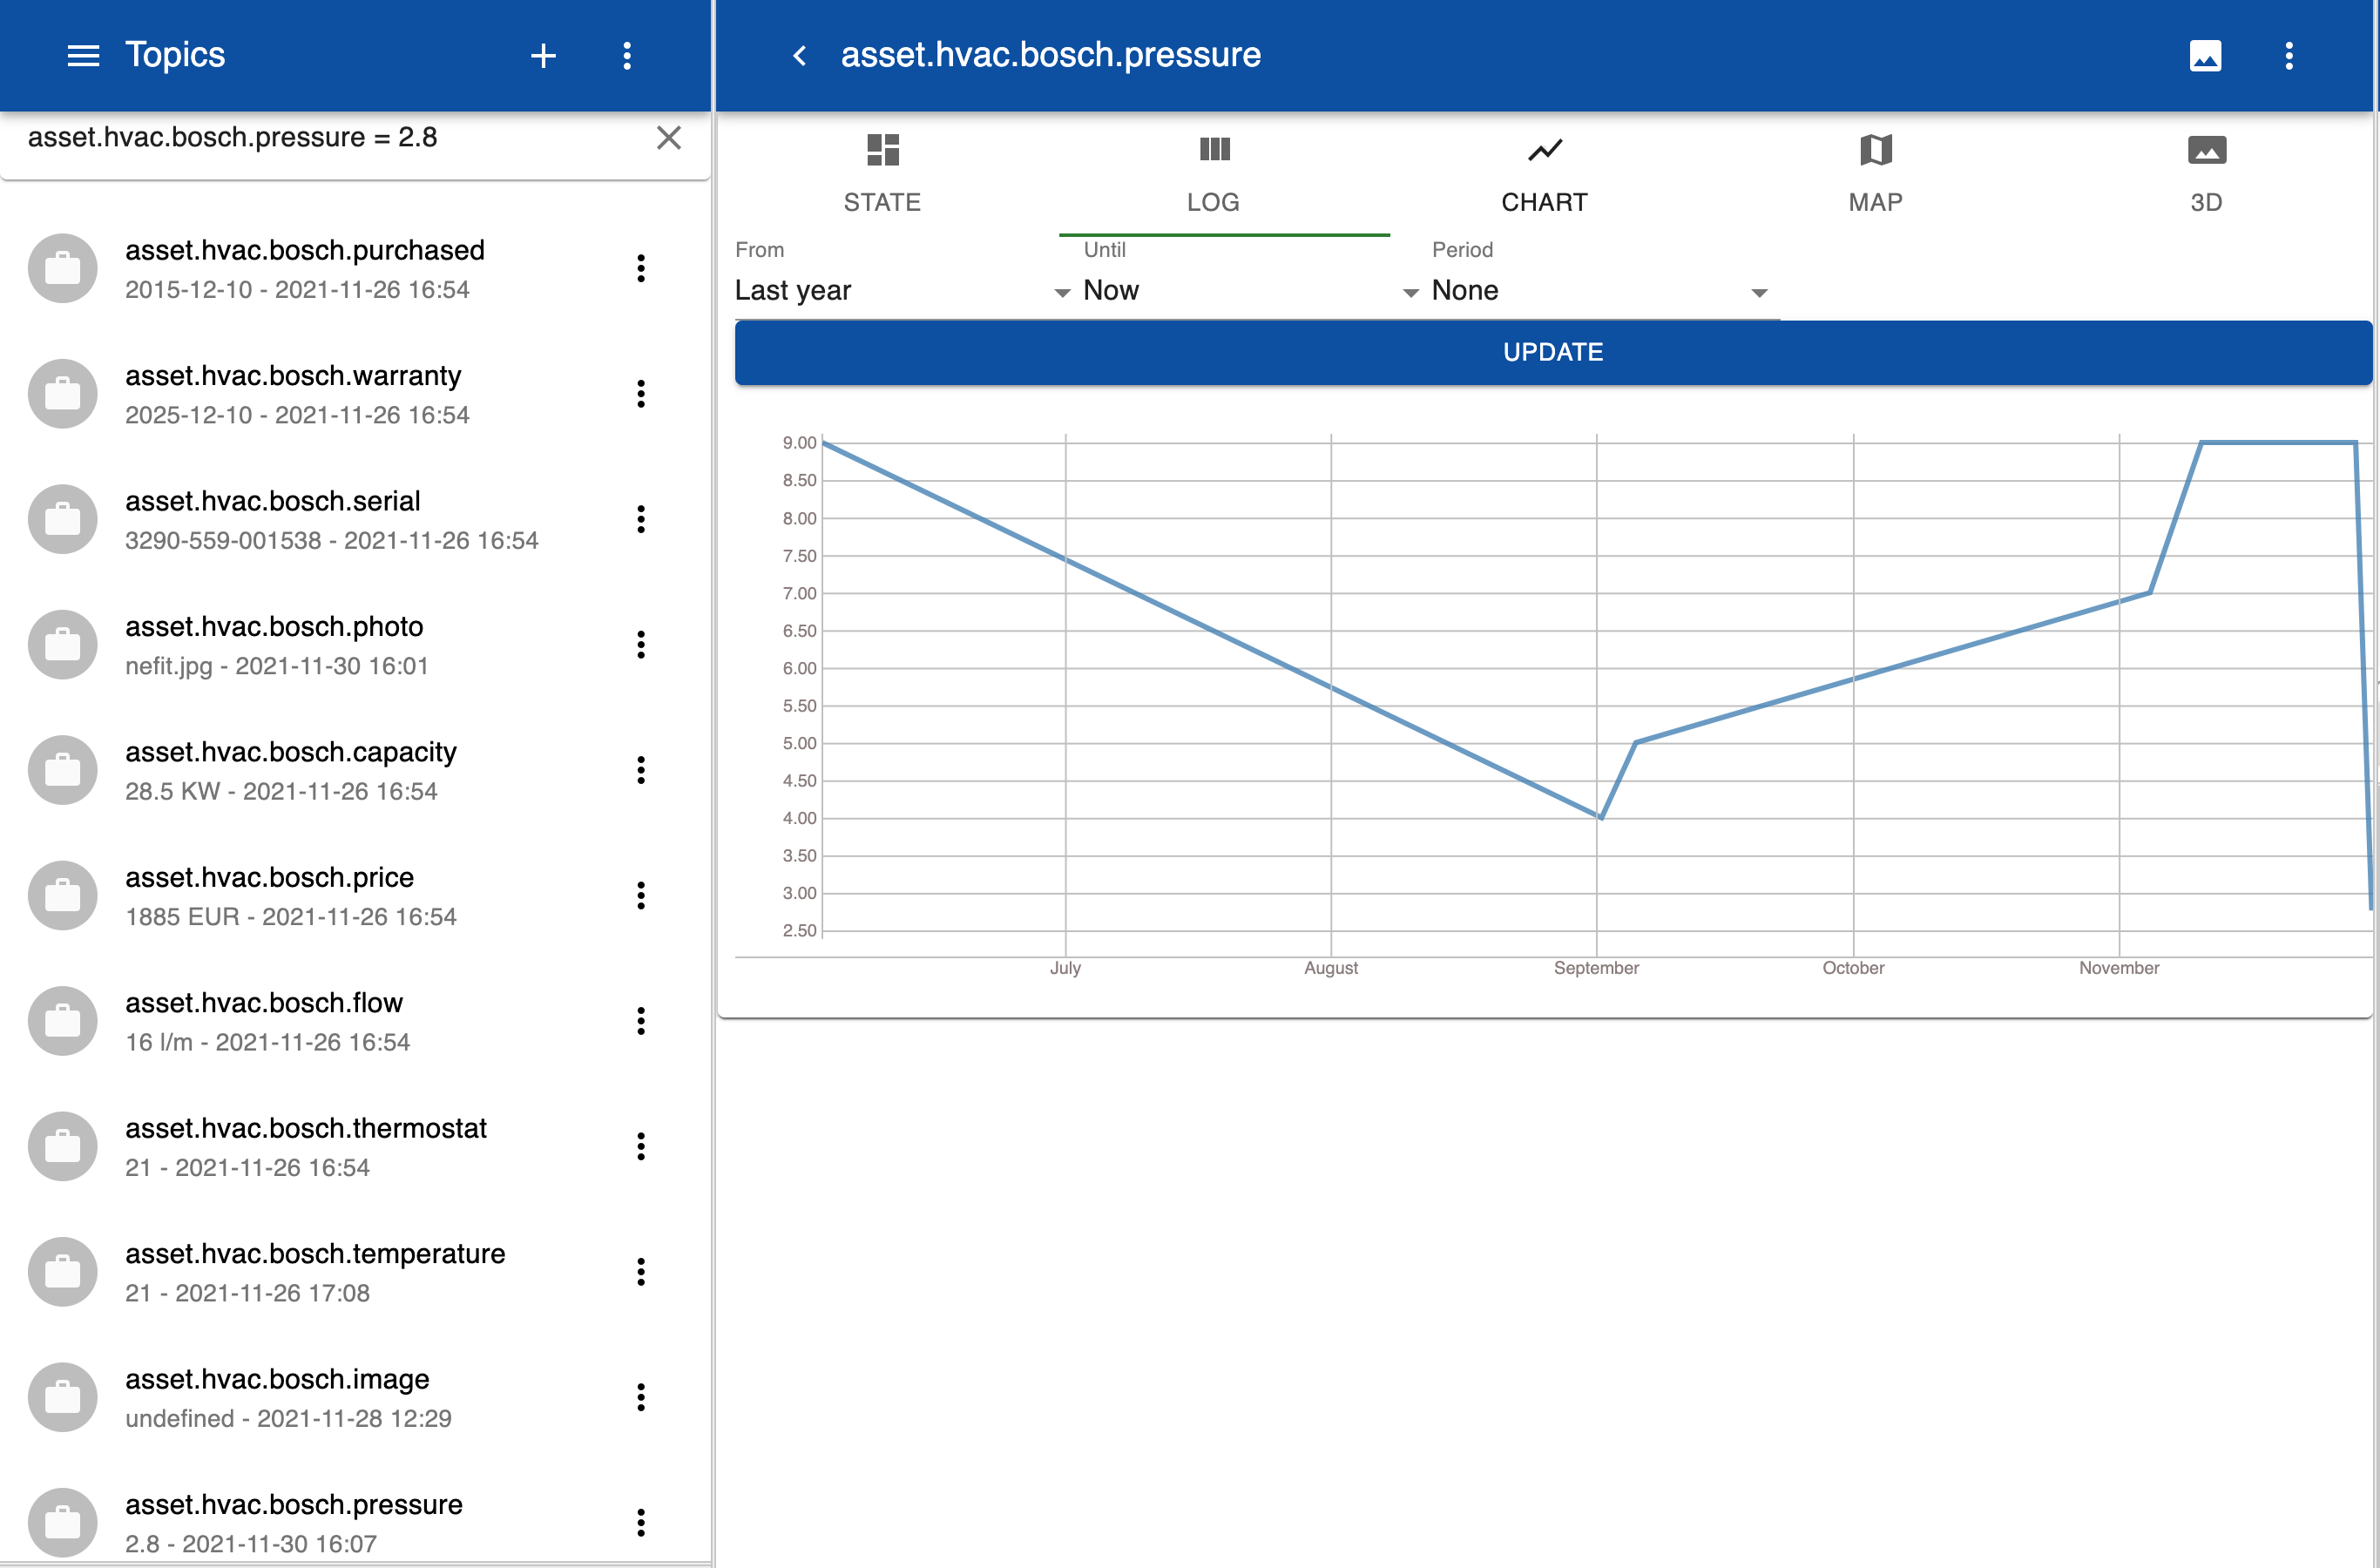 Topics
asset.hvac.bosch.pressure = 2.8
asset.hvac.bosch.purchased
2015-12-10 - 2021-11-26 16:54
asset.hvac.bosch.warranty
2025-12-10 - 2021-11-26 16:54
asset.hvac.bosch.serial
3290-559-001538 - 2021-11-26 16:54
asset.hvac.bosch.photo
nefit.jpg - 2021-11-30 16:01
asset.hvac.bosch.capacity
28.5 KW - 2021-11-26 16:54
asset.hvac.bosch.price
1885 EUR - 2021-11-26 16:54
asset.hvac.bosch.flow
16 l/m - 2021-11-26 16:54
asset.hvac.bosch.thermostat
21 - 2021-11-26 16:54
asset.hvac.bosch.temperature
21 - 2021-11-26 17:08
asset.hvac.bosch.image
undefined - 2021-11-28 12:29
asset.hvac.bosch.pressure
2.8 - 2021-11-30 16:07
asset.hvac.bosch.pressure
STATE LOG CHART MAP 3D
From Until Period
Last year Now None
UPDATE
9.00
8.50
8.00
7.50
7.00
6.50
6.00
5.50
5.00
4.50
4.00
3.50
3.00
2.50
July August September October November